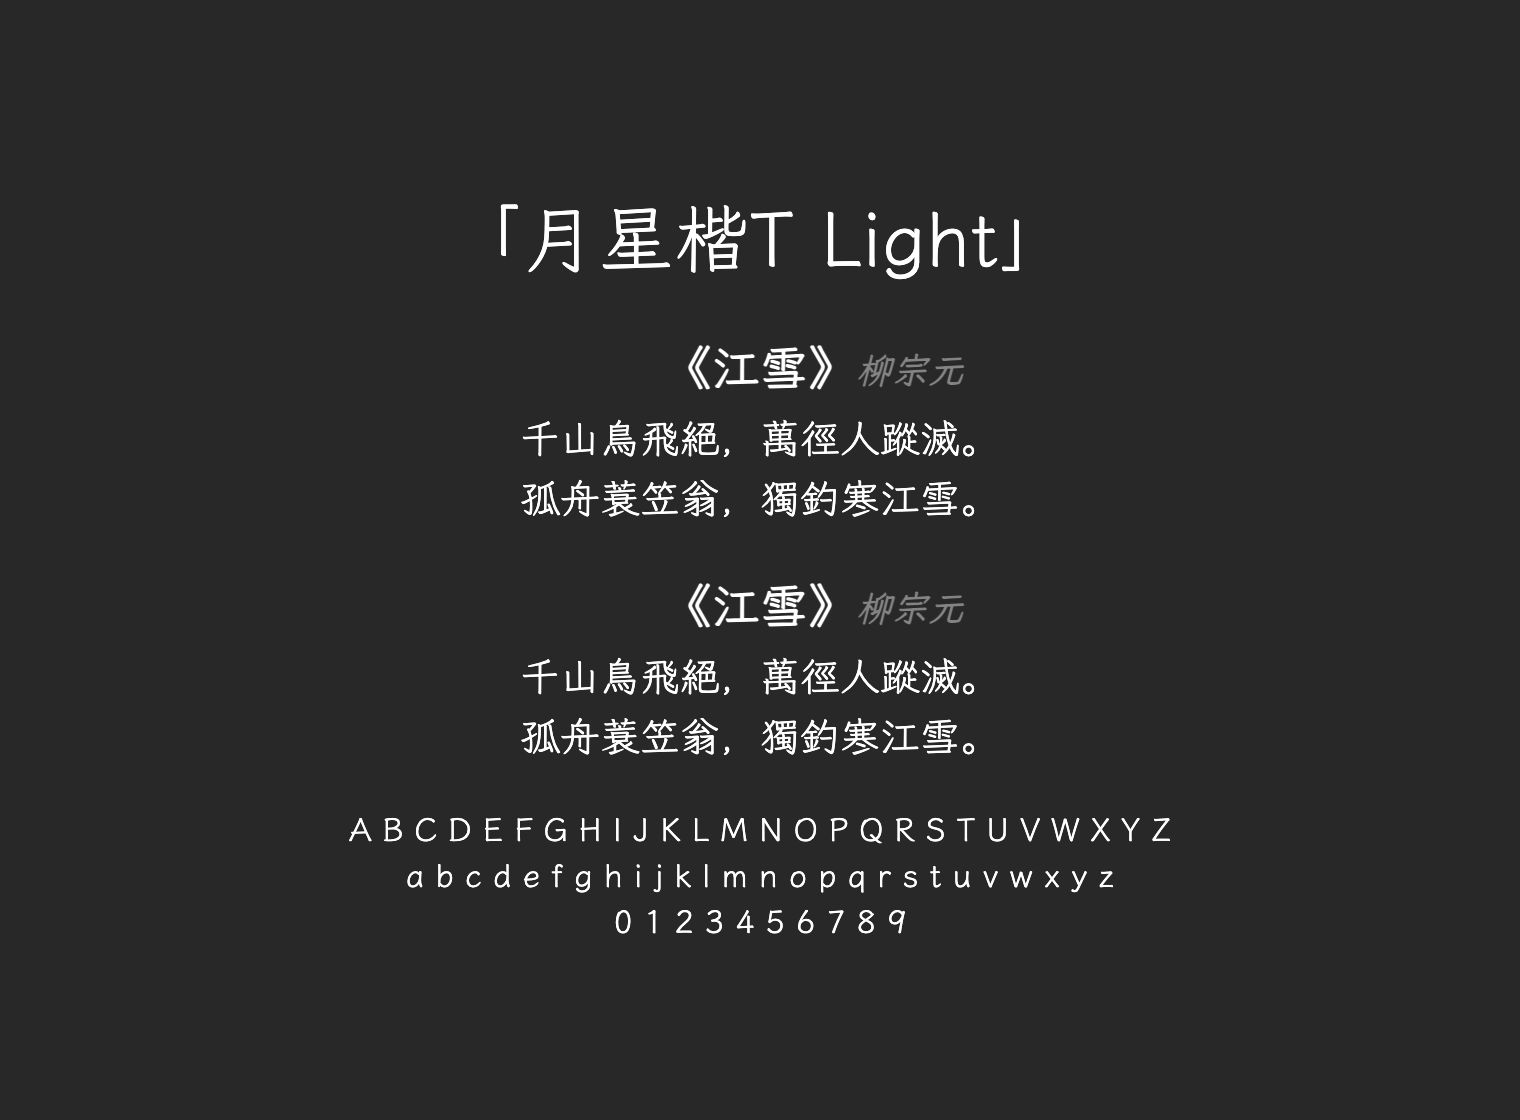 「月星楷T Light」
《江雪》 柳宗元
千山鳥飛絕，萬徑人蹤滅。
孤舟蓑笠翁，獨釣寒江雪。
《江雪》 柳宗元
千山鳥飛絕，萬徑人蹤滅。
孤舟蓑笠翁，獨釣寒江雪。
A B C D E F G H I J K L M N O P Q R S T U V W X Y Z
a b c d e f g h i j k l m n o p q r s t u v w x y z
0 1 2 3 4 5 6 7 8 9